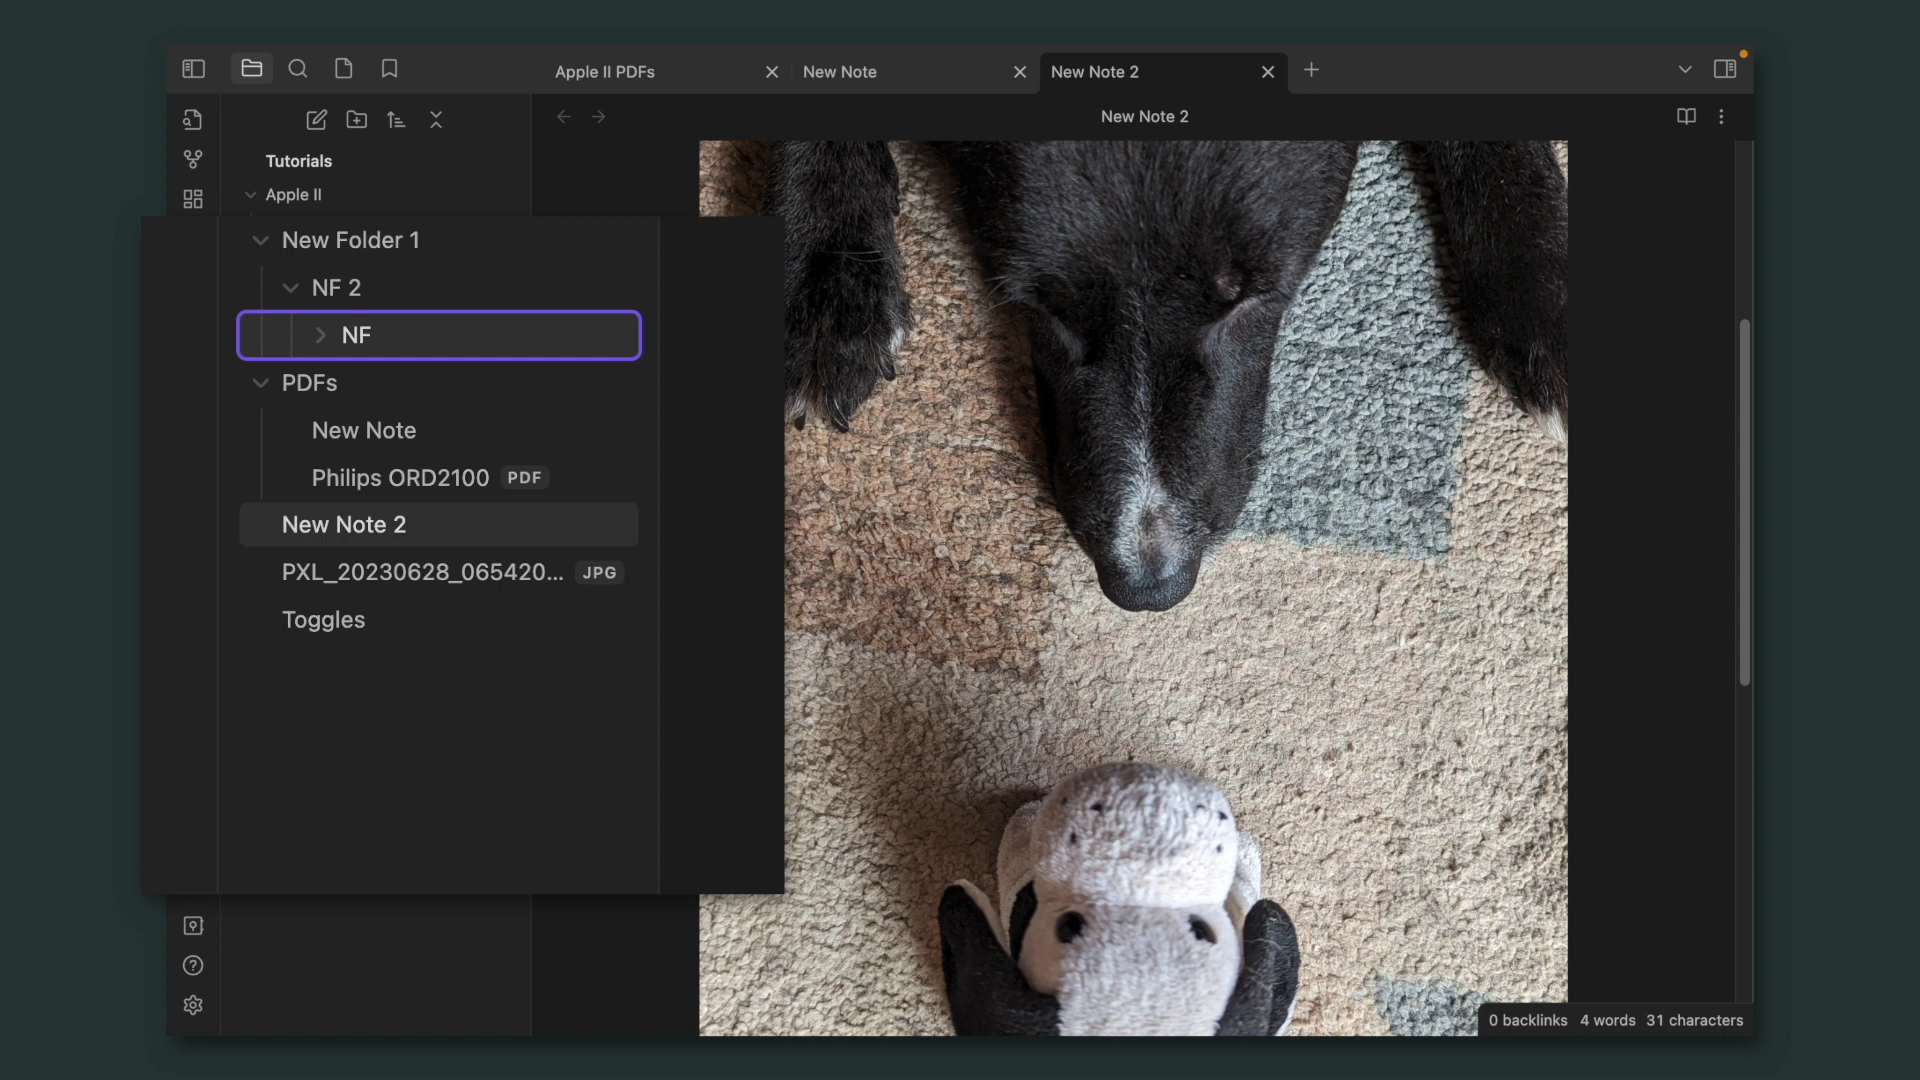 Apple II PDFs
New Note
New Note 2
New Note 2
Tutorials
Apple II
New Folder 1
NF 2
NF
PDFs
New Note
Philips ORD2100 PDF
New Note 2
PXL_20230628_065420... JPG
Toggles
0 backlinks 4 words 31 characters